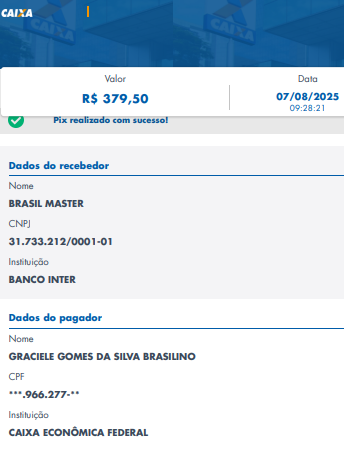 CAIXA
Valor
R$ 379,50
Data
07/08/2025
09:28:21
Pix realizado com sucesso!
Dados do recebedor
Nome
BRASIL MASTER
CNPJ
31.733.212/0001-01
Instituição
BANCO INTER
Dados do pagador
Nome
GRACIELE GOMES DA SILVA BRASILINO
CPF
***.966.277-**
Instituição
CAIXA ECONÔMICA FEDERAL